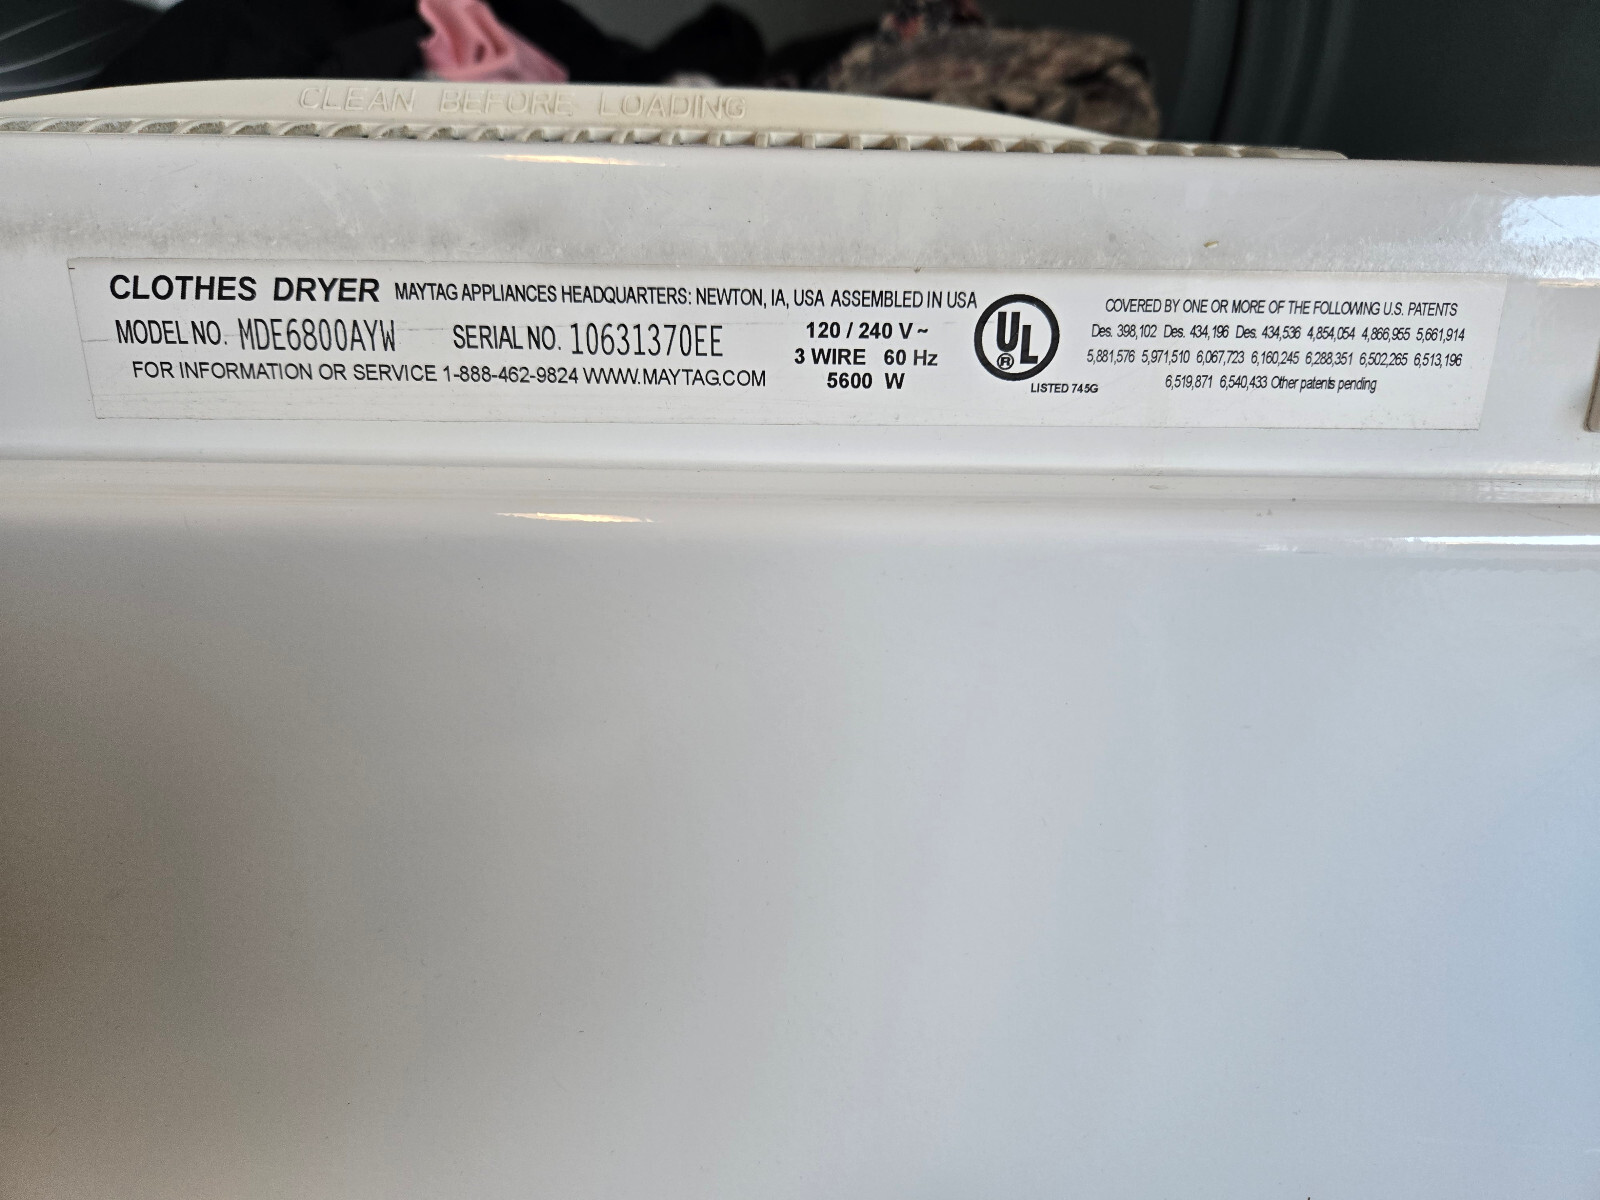 CLEAN BEFORE LOADING
CLOTHES DRYER MAYTAG APPLIANCES HEADQUARTERS: NEWTON, IA, USA ASSEMBLED IN USA
MODEL NO. MDE6800AYW SERIAL NO. 10631370EE
FOR INFORMATION OR SERVICE 1-888-462-9824 WWW.MAYTAG.COM
120 / 240 V~
3 WIRE 60 Hz
5600 W
UL
®
LISTED 745G
COVERED BY ONE OR MORE OF THE FOLLOWING U.S. PATENTS
Des. 398,102 Des. 434,196 Des. 434,536 4,854,054 4,866,955 5,661,914
5,881,576 5,971,510 6,067,723 6,160,245 6,288,351 6,502,265 6,513,196
6,519,871 6,540,433 Other patents pending